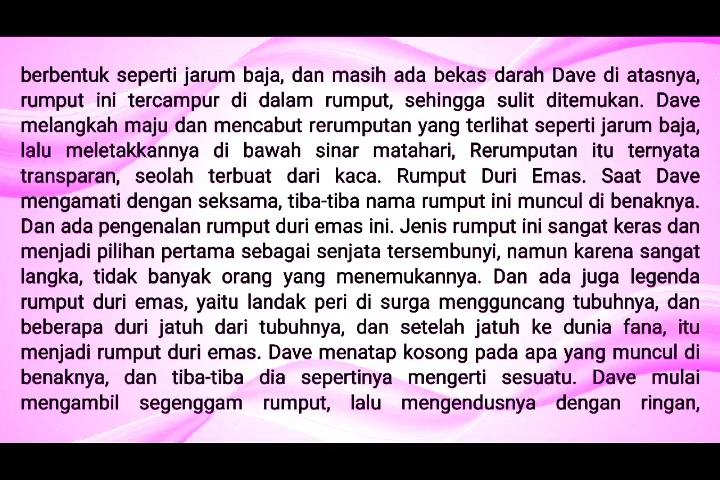 berbentuk seperti jarum baja, dan masih ada bekas darah Dave di atasnya,
rumput ini tercampur di dalam rumput, sehingga sulit ditemukan. Dave
melangkah maju dan mencabut rerumputan yang terlihat seperti jarum baja,
lalu meletakkannya di bawah sinar matahari, Rerumputan itu ternyata
transparan, seolah terbuat dari kaca. Rumput Duri Emas. Saat Dave
mengamati dengan seksama, tiba-tiba nama rumput ini muncul di benaknya.
Dan ada pengenalan rumput duri emas ini. Jenis rumput ini sangat keras dan
menjadi pilihan pertama sebagai senjata tersembunyi, namun karena sangat
langka, tidak banyak orang yang menemukannya. Dan ada juga legenda
rumput duri emas, yaitu landak peri di surga mengguncang tubuhnya, dan
beberapa duri jatuh dari tubuhnya, dan setelah jatuh ke dunia fana, itu
menjadi rumput duri emas. Dave menatap kosong pada apa yang muncul di
benaknya, dan tiba-tiba dia sepertinya mengerti sesuatu. Dave mulai
mengambil segenggam rumput, lalu mengendusnya dengan ringan,